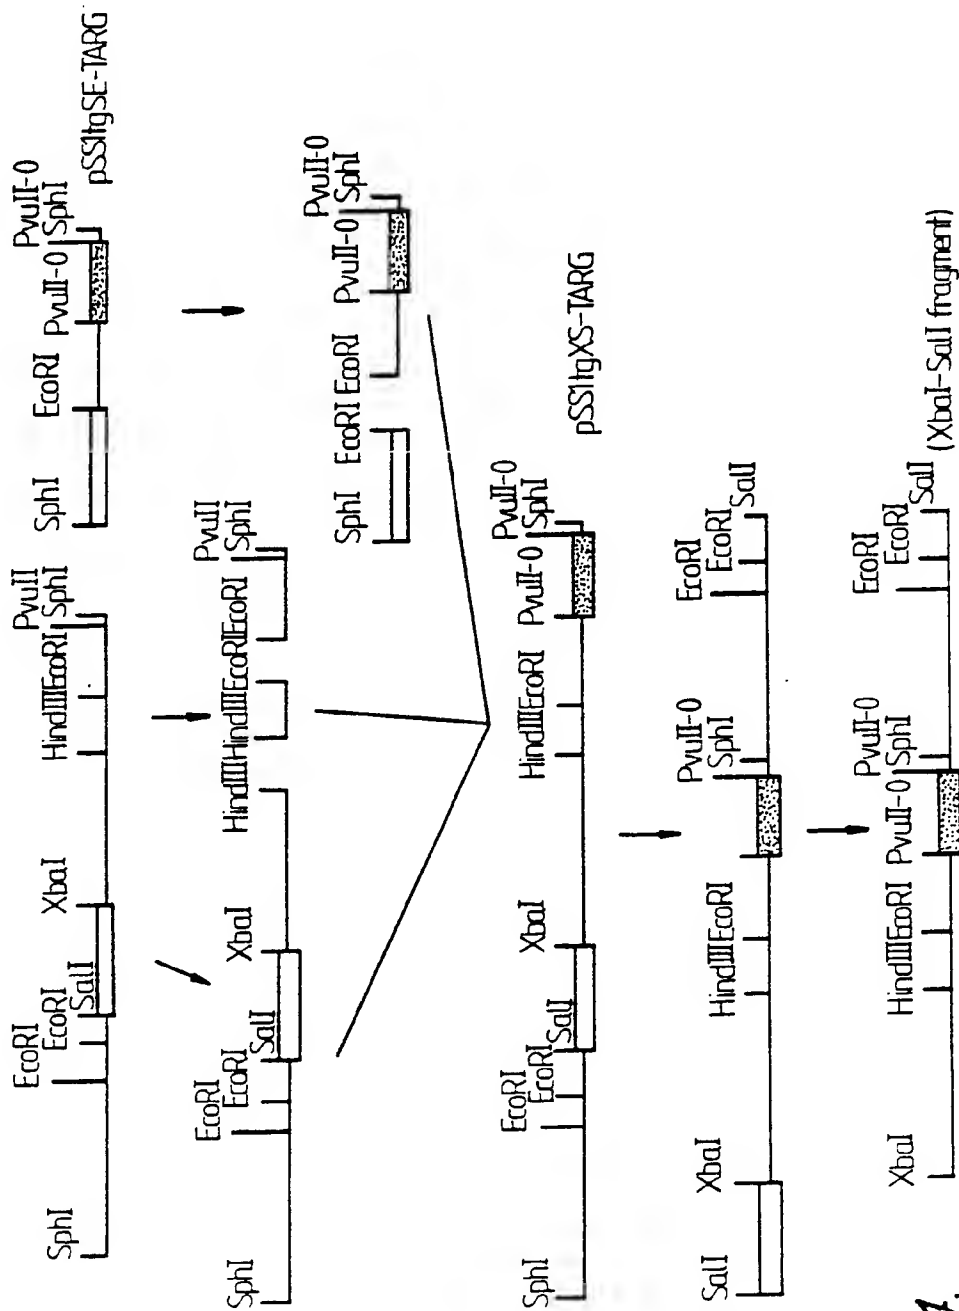 SphI EcoRI EcoRI SalI XbaI HindIII EcoRI PvuII SphI
SphI EcoRI PvuII-0 PvuII-0 SphI
pSS1tgSE-TARG
SphI EcoRI EcoRI SalI XbaI HindIII HindIII EcoRI EcoRI PvuII SphI
SphI EcoRI EcoRI PvuII-0 PvuII-0 SphI
SphI EcoRI EcoRI SalI XbaI HindIII EcoRI PvuII-0 PvuII-0 SphI
pSS1tgXS-TARG
SalI XbaI HindIII EcoRI PvuII-0 SphI EcoRI EcoRI SalI
XbaI HindIII EcoRI PvuII-0 PvuII-0 SphI EcoRI EcoRI SalI
(XbaI-SalI fragment)
7.